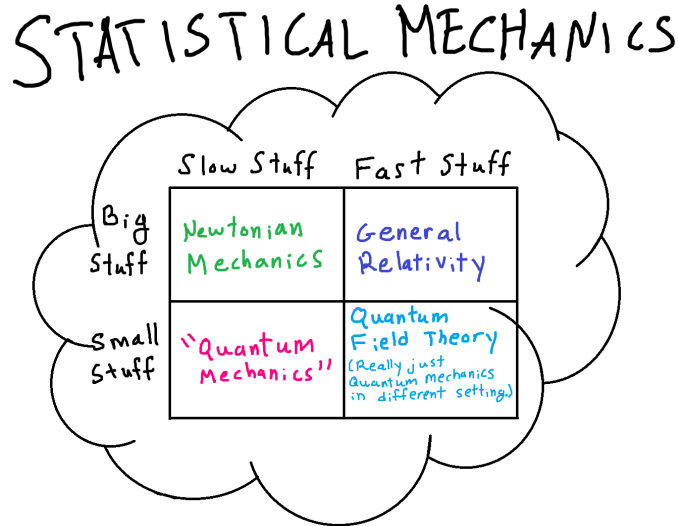 STATISTICAL MECHANICS
Slow Stuff
Fast Stuff
Big
Stuff
Newtonian
Mechanics
General
Relativity
Small
Stuff
"Quantum
Mechanics"
Quantum
Field Theory
(Really just
Quantum mechanics
in different setting.)